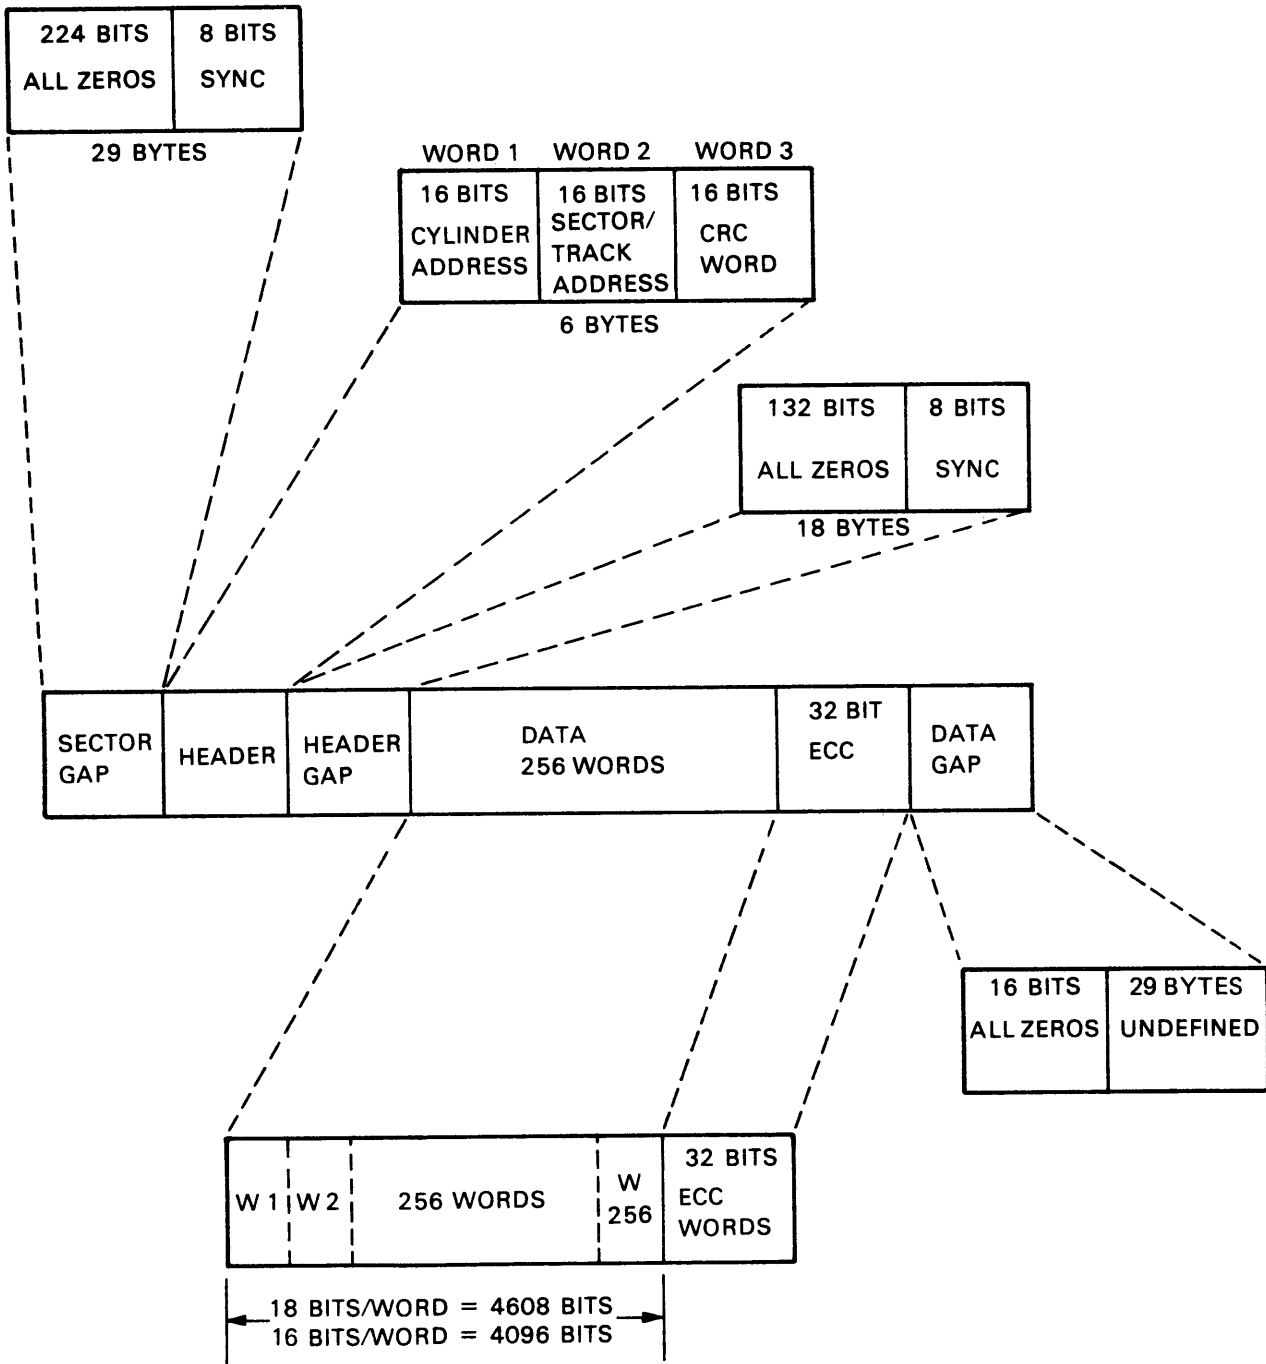 224 BITS
ALL ZEROS
8 BITS
SYNC
29 BYTES
WORD 1
WORD 2
WORD 3
16 BITS
CYLINDER
ADDRESS
16 BITS
SECTOR/
TRACK
ADDRESS
16 BITS
CRC
WORD
6 BYTES
132 BITS
ALL ZEROS
8 BITS
SYNC
18 BYTES
SECTOR
GAP
HEADER
HEADER
GAP
DATA
256 WORDS
32 BIT
ECC
DATA
GAP
16 BITS
ALL ZEROS
29 BYTES
UNDEFINED
W 1
W 2
256 WORDS
W
256
32 BITS
ECC
WORDS
18 BITS/WORD = 4608 BITS
16 BITS/WORD = 4096 BITS